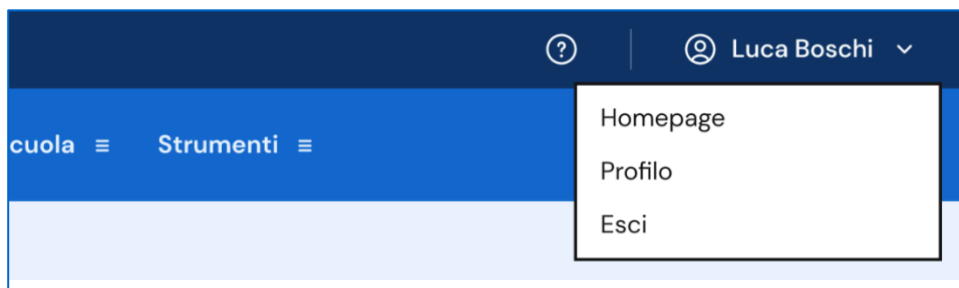 Luca Boschi
cuola Strumenti
Homepage
Profilo
Esci